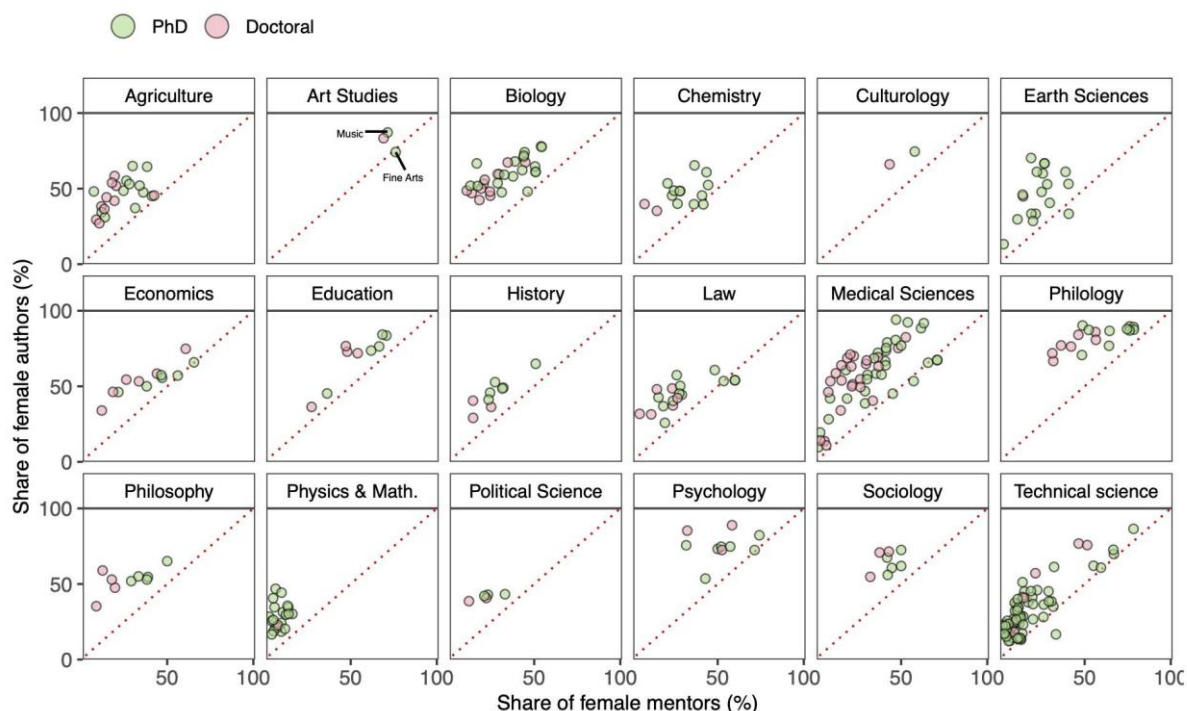 PhD Doctoral
Agriculture Art Studies Biology Chemistry Culturology Earth Sciences
100
Music
50
Fine Arts
0
Economics Education History Law Medical Sciences Philology
100
50
0
Philosophy Physics & Math. Political Science Psychology Sociology Technical science
100
50
0
50 100 50 100 50 100 50 100 50 100 50 100
Share of female mentors (%)
Share of female authors (%)